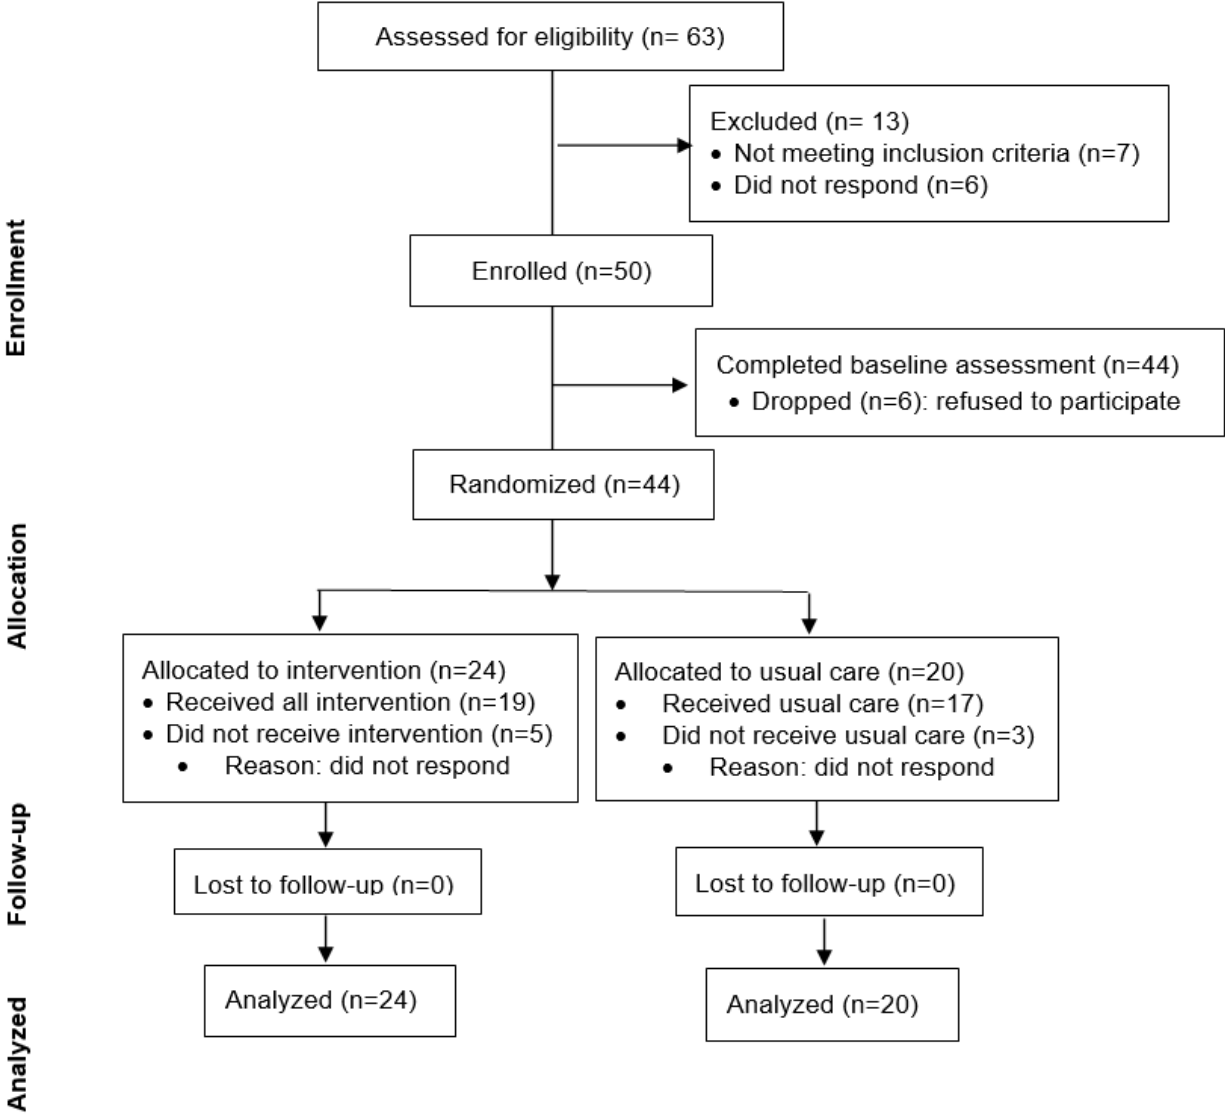 Assessed for eligibility (n= 63)
Excluded (n= 13)
• Not meeting inclusion criteria (n=7)
• Did not respond (n=6)
Enrollment
Enrolled (n=50)
Completed baseline assessment (n=44)
• Dropped (n=6): refused to participate
Randomized (n=44)
Allocation
Allocated to intervention (n=24)
• Received all intervention (n=19)
• Did not receive intervention (n=5)
• Reason: did not respond
Allocated to usual care (n=20)
• Received usual care (n=17)
• Did not receive usual care (n=3)
• Reason: did not respond
Follow-up
Lost to follow-up (n=0)
Lost to follow-up (n=0)
Analyzed
Analyzed (n=24)
Analyzed (n=20)